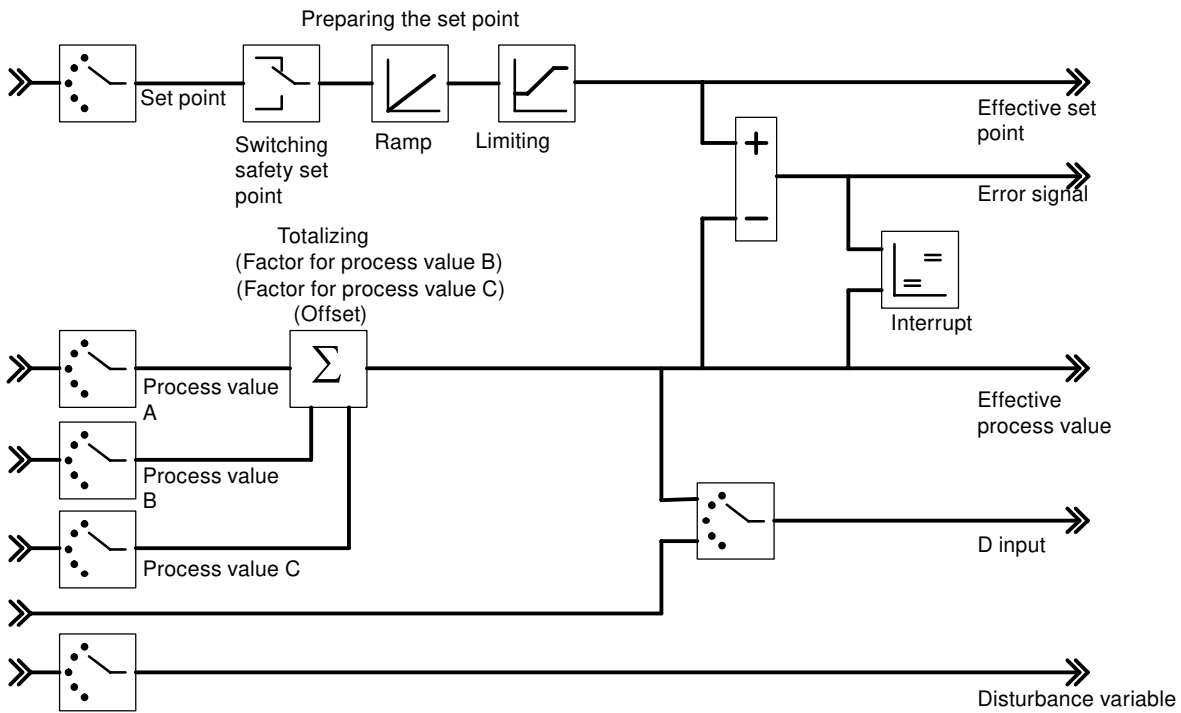 Preparing the set point
Set point
Switching
safety set
point
Ramp
Limiting
Effective set
point
+
−
Error signal
Totalizing
(Factor for process value B)
(Factor for process value C)
(Offset)
=
=
Interrupt
Σ
Process value
A
Effective
process value
Process value
B
D input
Process value C
Disturbance variable